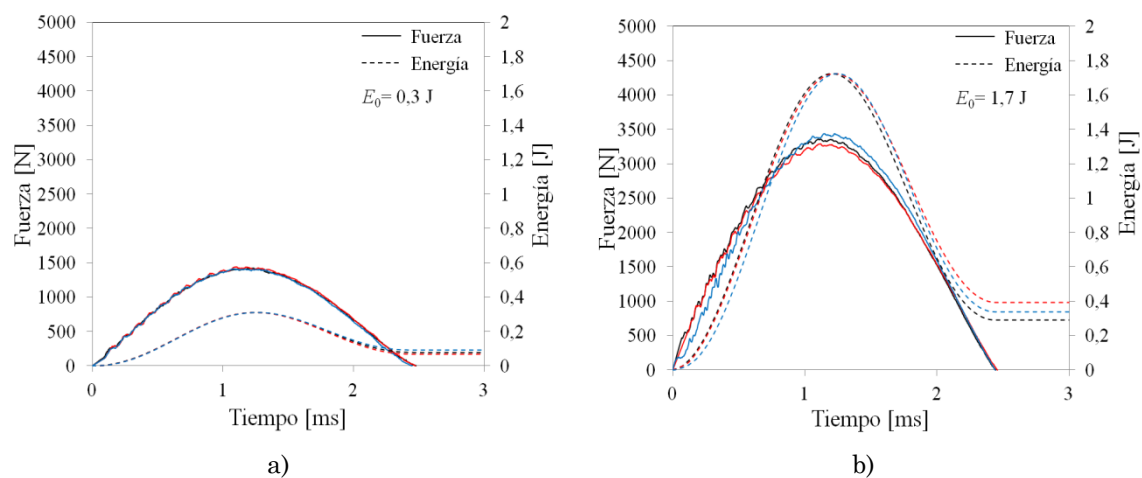 5000
4500
4000
3500
3000
2500
2000
1500
1000
500
0
Fuerza [N]
2
1,8
1,6
1,4
1,2
1
0,8
0,6
0,4
0,2
0
Energía [J]
Fuerza
Energía
E0= 0,3 J
0 1 2 3
Tiempo [ms]
a)
5000
4500
4000
3500
3000
2500
2000
1500
1000
500
0
Fuerza [N]
2
1,8
1,6
1,4
1,2
1
0,8
0,6
0,4
0,2
0
Energía [J]
Fuerza
Energía
E0= 1,7 J
0 1 2 3
Tiempo [ms]
b)